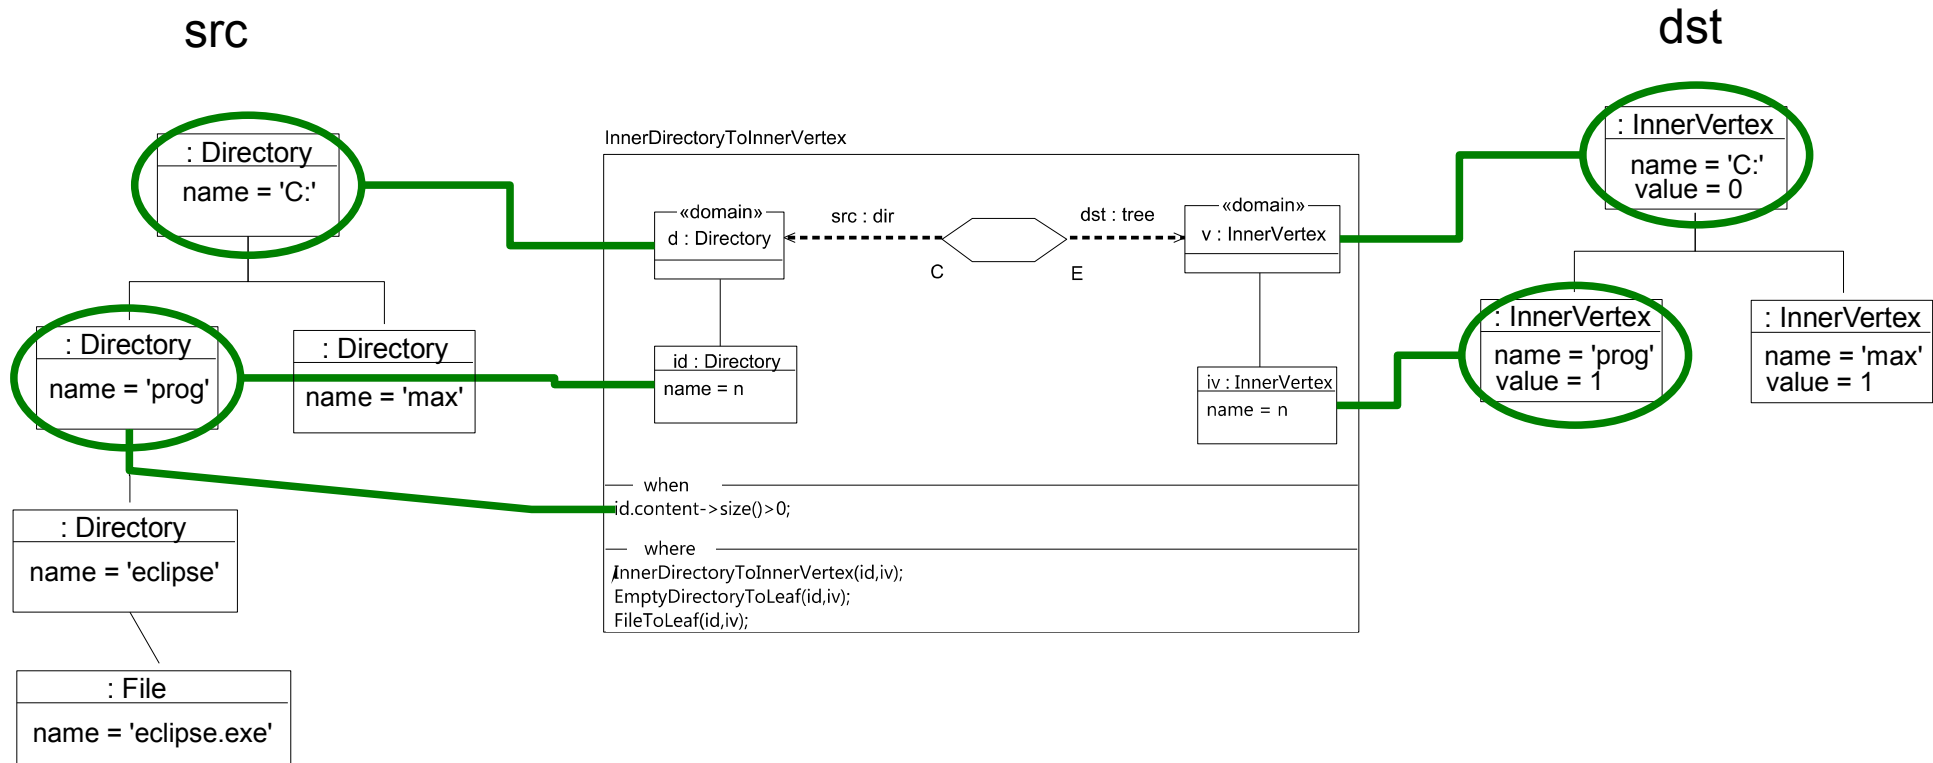 src
dst
: Directory
name = 'C:'
: Directory
name = 'prog'
: Directory
name = 'max'
: Directory
name = 'eclipse'
: File
name = 'eclipse.exe'
InnerDirectoryToInnerVertex
«domain»
d : Directory
src : dir
C
dst : tree
E
«domain»
v : InnerVertex
id : Directory
name = n
iv : InnerVertex
name = n
when
id.content->size()>0;
where
InnerDirectoryToInnerVertex(id,iv);
EmptyDirectoryToLeaf(id,iv);
FileToLeaf(id,iv);
: InnerVertex
name = 'C:'
value = 0
: InnerVertex
name = 'prog'
value = 1
: InnerVertex
name = 'max'
value = 1